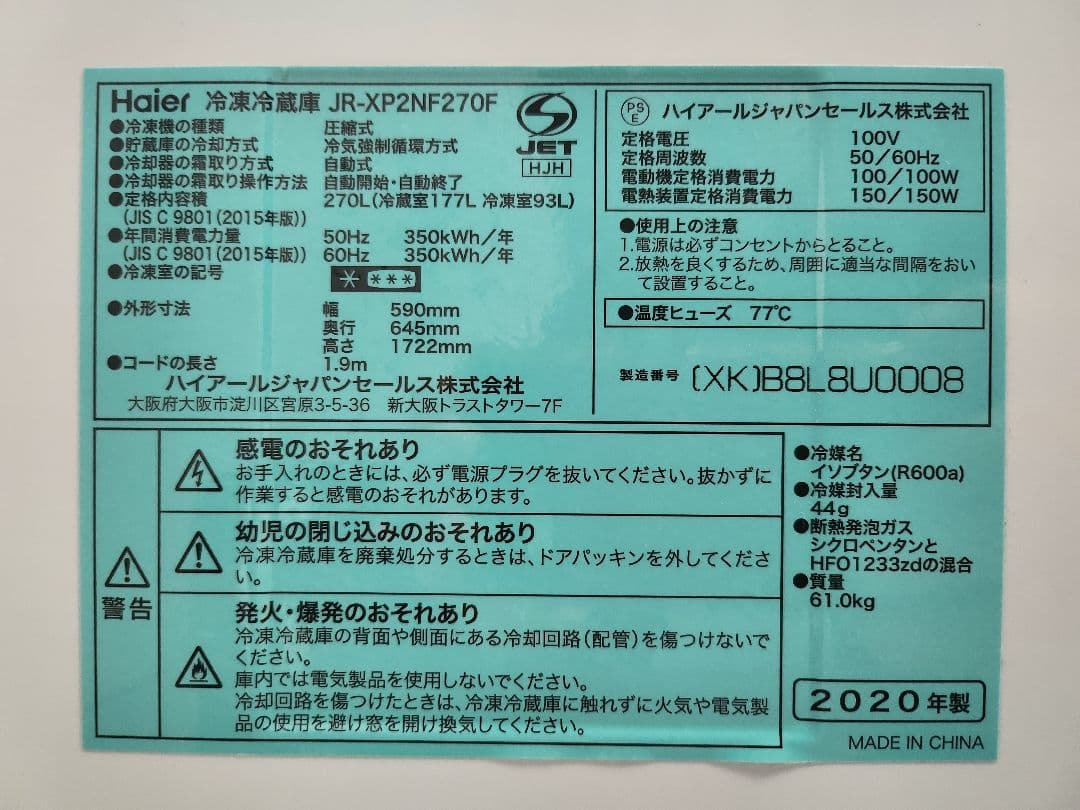 Haier 冷凍冷蔵庫 JR-XP2NF270F
●冷凍機の種類 圧縮式
●貯蔵庫の冷却方式 冷気強制循環方式
●冷却器の霜取り方式 自動式
●冷却器の霜取り操作方法 自動開始・自動終了
●定格内容積 270L(冷蔵室177L 冷凍室93L)
(JIS C 9801(2015年版))
●年間消費電力量 50Hz 350kWh／年
(JIS C 9801(2015年版)) 60Hz 350kWh／年
●冷凍室の記号 * ***
●外形寸法 幅 590mm
奥行 645mm
高さ 1722mm
●コードの長さ 1.9m
ハイアールジャパンセールス株式会社
大阪府大阪市淀川区宮原3-5-36 新大阪トラストタワー7F
S
JET
HJH
PSE ハイアールジャパンセールス株式会社
定格電圧 100V
定格周波数 50／60Hz
電動機定格消費電力 100／100W
電熱装置定格消費電力 150／150W
●使用上の注意
1.電源は必ずコンセントからとること。
2.放熱を良くするため、周囲に適当な間隔をおい
て設置すること。
●温度ヒューズ 77℃
製造番号 (XK)B8L8U0008
警告
感電のおそれあり
お手入れのときには、必ず電源プラグを抜いてください。抜かずに
作業すると感電のおそれがあります。
幼児の閉じ込みのおそれあり
冷凍冷蔵庫を廃棄処分するときは、ドアパッキンを外してくださ
い。
発火・爆発のおそれあり
冷凍冷蔵庫の背面や側面にある冷却回路（配管）を傷つけないで
ください。
庫内では電気製品を使用しないでください。
冷却回路を傷つけたときは、冷凍冷蔵庫に触れずに火気や電気製
品の使用を避け窓を開け換気してください。
●冷媒名
イソブタン(R600a)
●冷媒封入量
44g
●断熱発泡ガス
シクロペンタンと
HFO1233zdの混合
●質量
61.0kg
2020年製
MADE IN CHINA